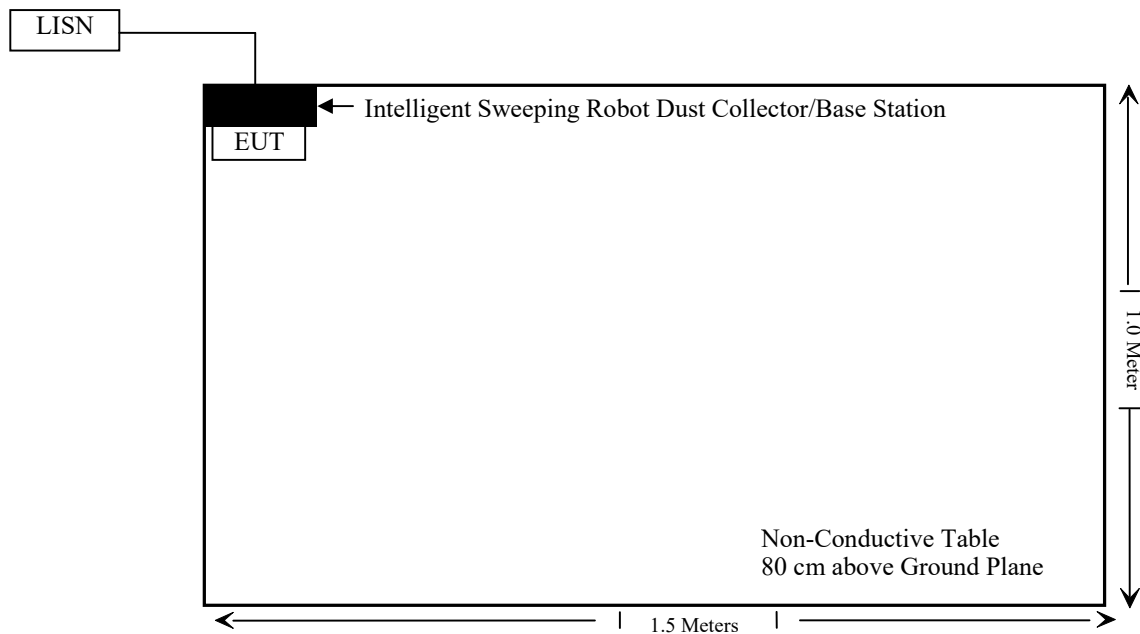 LISN
Intelligent Sweeping Robot Dust Collector/Base Station
EUT
1.0 Meter
Non-Conductive Table
80 cm above Ground Plane
1.5 Meters